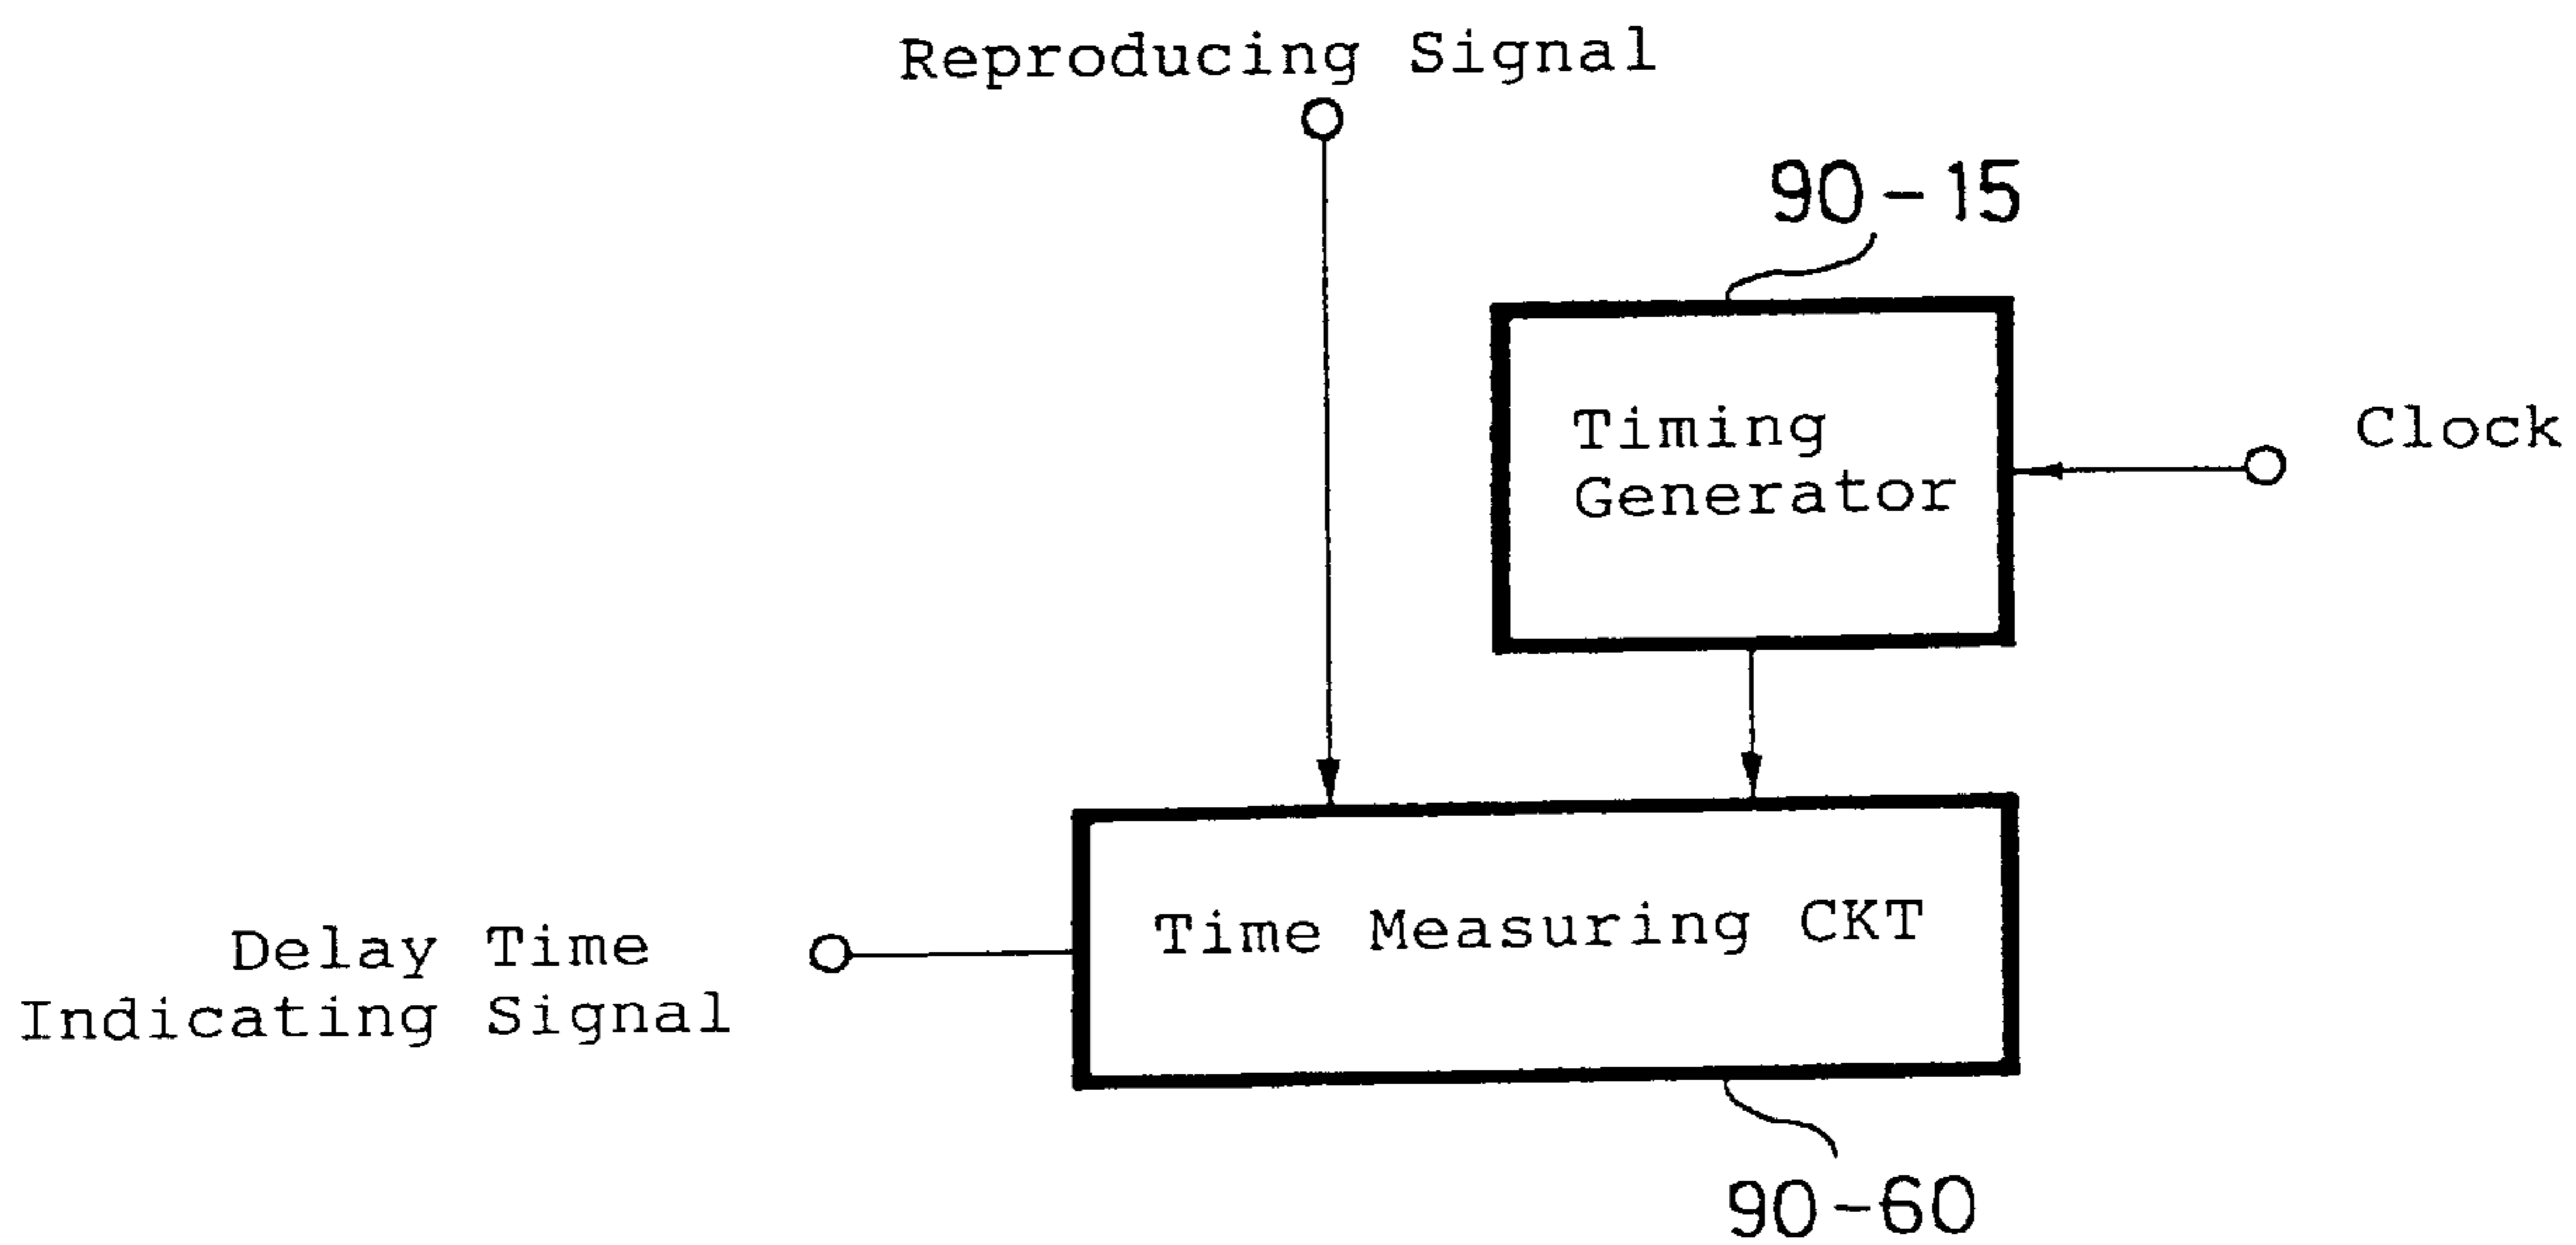 Reproducing Signal
90-15
Timing
Generator
Clock
Time Measuring CKT
Delay Time
Indicating Signal
90-60